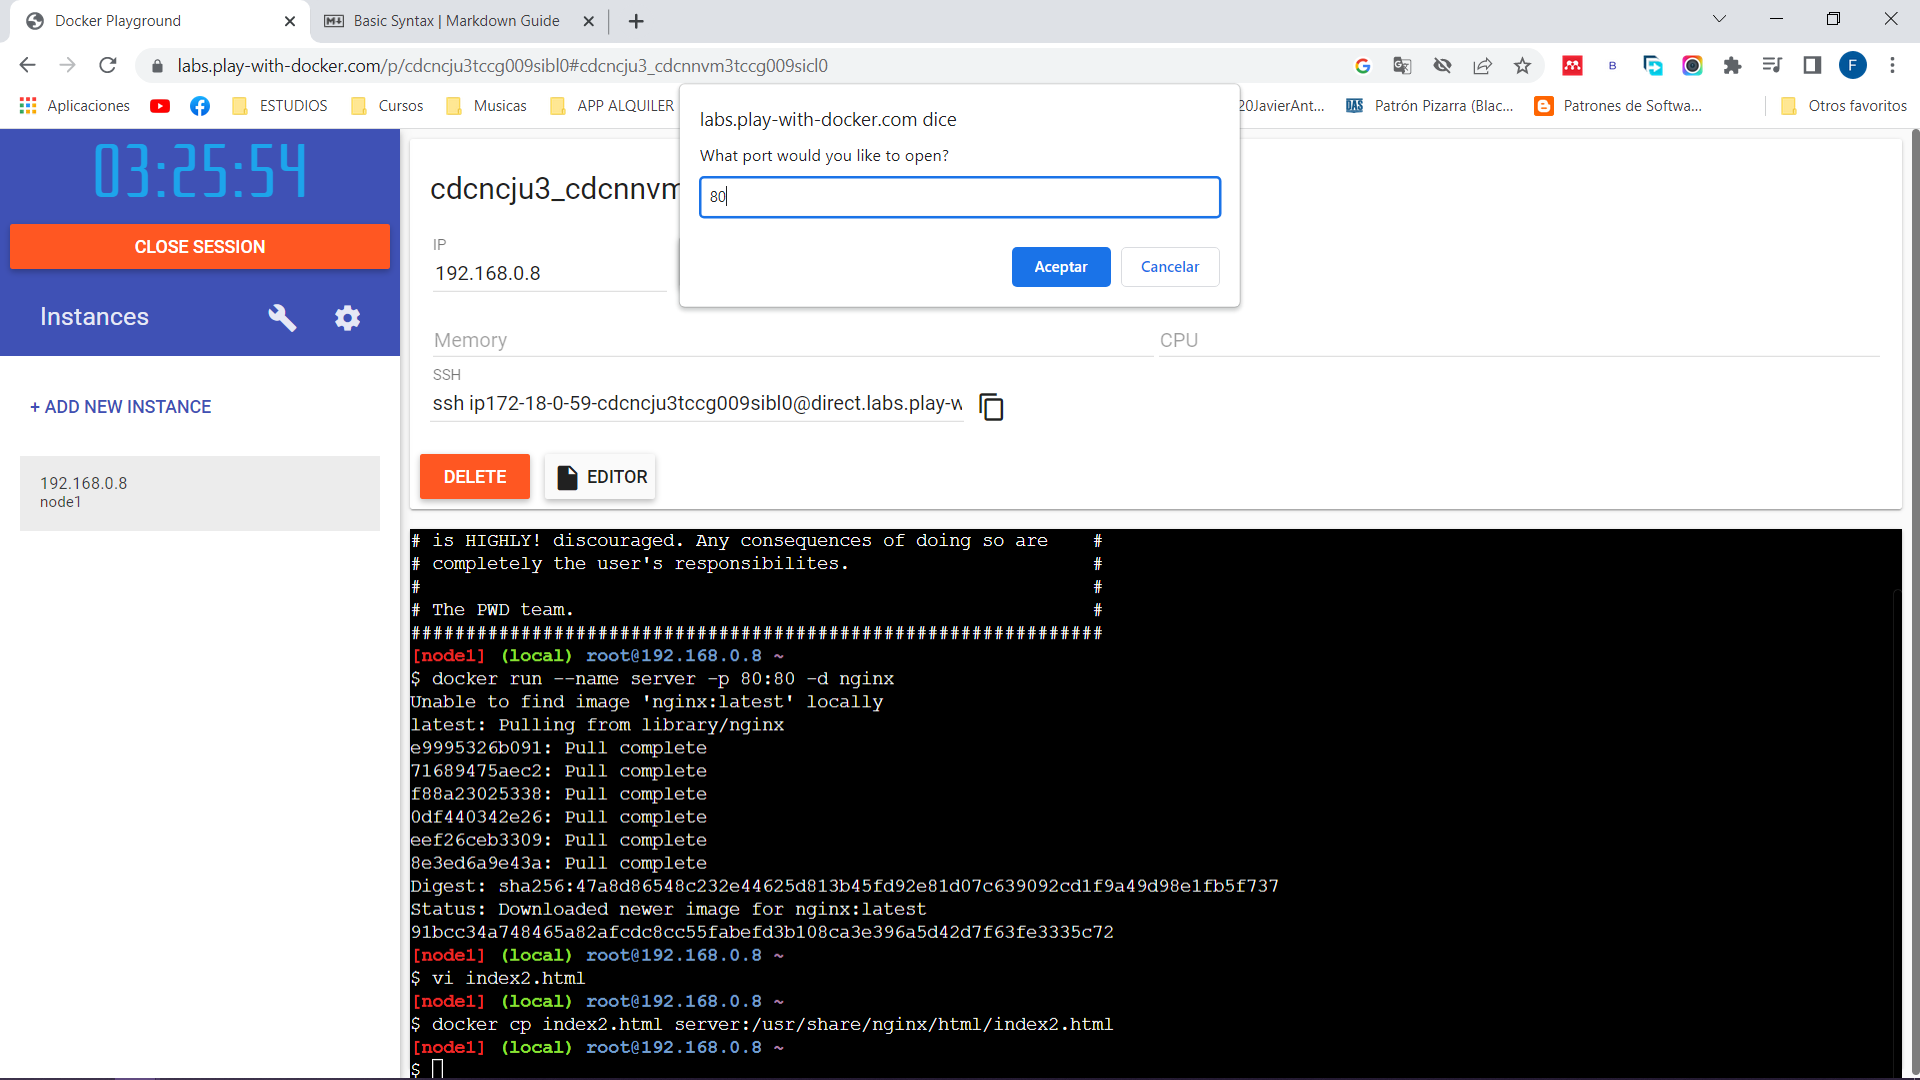 Docker Playground
Basic Syntax | Markdown Guide
labs.play-with-docker.com/p/cdcncju3tccg009sibl0#cdcncju3_cdcnnvm3tccg009sicl0
Aplicaciones
ESTUDIOS
Cursos
Musicas
APP ALQUILER
20JavierAnt...
DAS
Patrón Pizarra (Blac...
Patrones de Softwa...
Otros favoritos
B
F
labs.play-with-docker.com dice
What port would you like to open?
80
Aceptar
Cancelar
03:25:54
CLOSE SESSION
Instances
+ ADD NEW INSTANCE
192.168.0.8
node1
cdcncju3_cdcnnvm
IP
192.168.0.8
Memory
CPU
SSH
ssh ip172-18-0-59-cdcncju3tccg009sibl0@direct.labs.play-w
DELETE
EDITOR
# is HIGHLY! discouraged. Any consequences of doing so are #
# completely the user's responsibilites. #
# #
# The PWD team. #
###############################################################
[node1] (local) root@192.168.0.8 ~
$ docker run --name server -p 80:80 -d nginx
Unable to find image 'nginx:latest' locally
latest: Pulling from library/nginx
e9995326b091: Pull complete
71689475aec2: Pull complete
f88a23025338: Pull complete
0df440342e26: Pull complete
eef26ceb3309: Pull complete
8e3ed6a9e43a: Pull complete
Digest: sha256:47a8d86548c232e44625d813b45fd92e81d07c639092cd1f9a49d98e1fb5f737
Status: Downloaded newer image for nginx:latest
91bcc34a748465a82afcdc8cc55fabefd3b108ca3e396a5d42d7f63fe3335c72
[node1] (local) root@192.168.0.8 ~
$ vi index2.html
[node1] (local) root@192.168.0.8 ~
$ docker cp index2.html server:/usr/share/nginx/html/index2.html
[node1] (local) root@192.168.0.8 ~
$